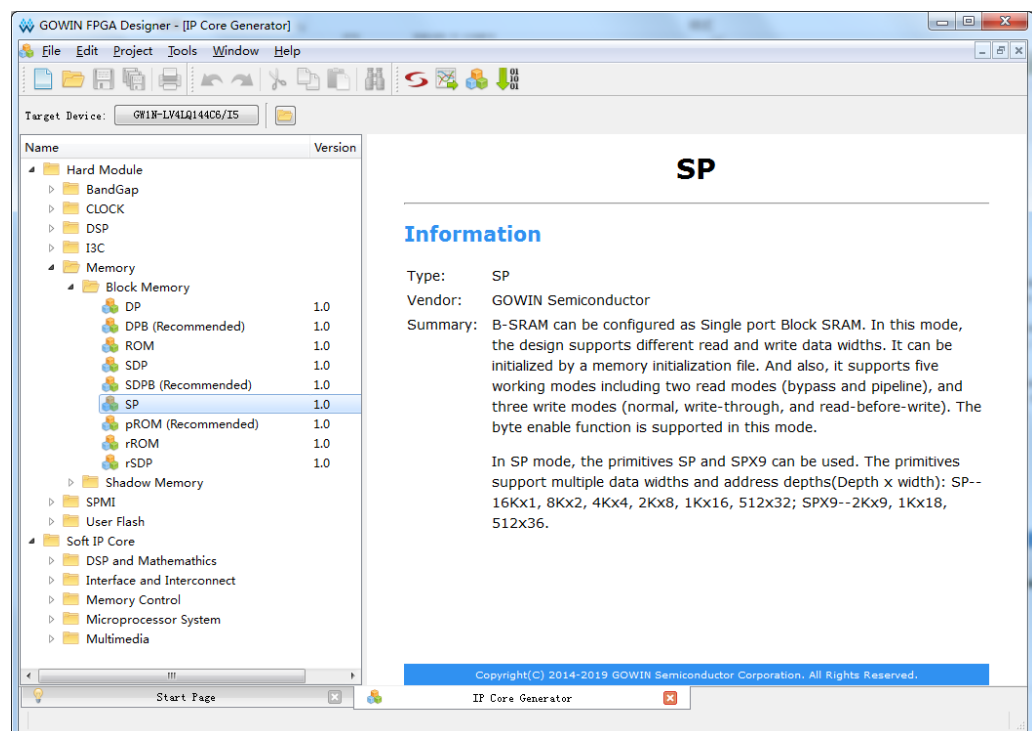 GOWIN FPGA Designer - [IP Core Generator]
File Edit Project Tools Window Help
Target Device: GW1N-LV4LQ144C6/I5
Name Version
Hard Module
BandGap
CLOCK
DSP
I3C
Memory
Block Memory
DP 1.0
DPB (Recommended) 1.0
ROM 1.0
SDP 1.0
SDPB (Recommended) 1.0
SP 1.0
pROM (Recommended) 1.0
rROM 1.0
rSDP 1.0
Shadow Memory
SPMI
User Flash
Soft IP Core
DSP and Mathemathics
Interface and Interconnect
Memory Control
Microprocessor System
Multimedia
SP
Information
Type: SP
Vendor: GOWIN Semiconductor
Summary: B-SRAM can be configured as Single port Block SRAM. In this mode,
the design supports different read and write data widths. It can be
initialized by a memory initialization file. And also, it supports five
working modes including two read modes (bypass and pipeline), and
three write modes (normal, write-through, and read-before-write). The
byte enable function is supported in this mode.
In SP mode, the primitives SP and SPX9 can be used. The primitives
support multiple data widths and address depths(Depth x width): SP--
16Kx1, 8Kx2, 4Kx4, 2Kx8, 1Kx16, 512x32; SPX9--2Kx9, 1Kx18,
512x36.
Copyright(C) 2014-2019 GOWIN Semiconductor Corporation. All Rights Reserved.
Start Page
IP Core Generator